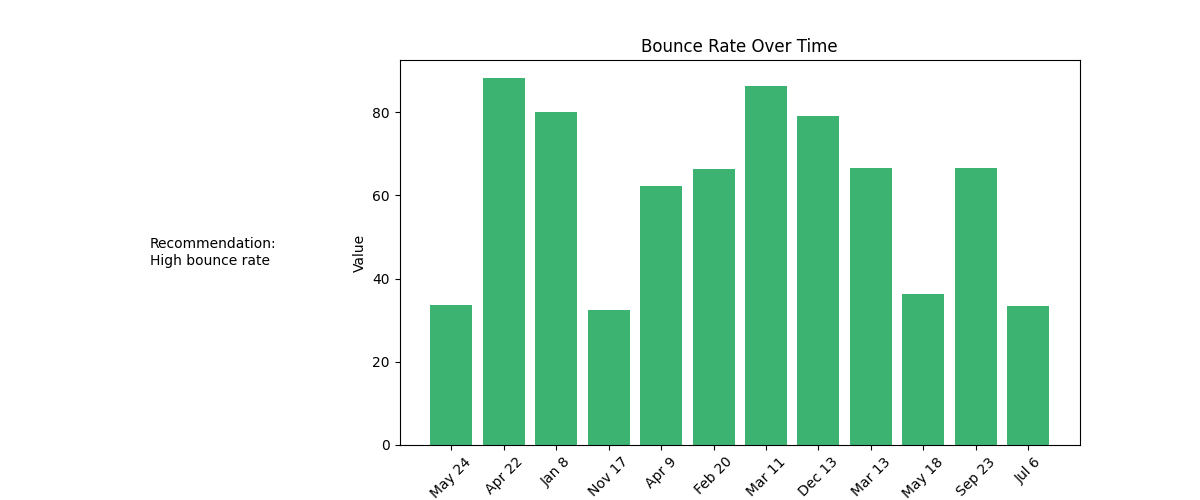 Bounce Rate Over Time
Recommendation:
High bounce rate
Value
80
60
40
20
0
May 24
Apr 22
Jan 8
Nov 17
Apr 9
Feb 20
Mar 11
Dec 13
Mar 13
May 18
Sep 23
Jul 6